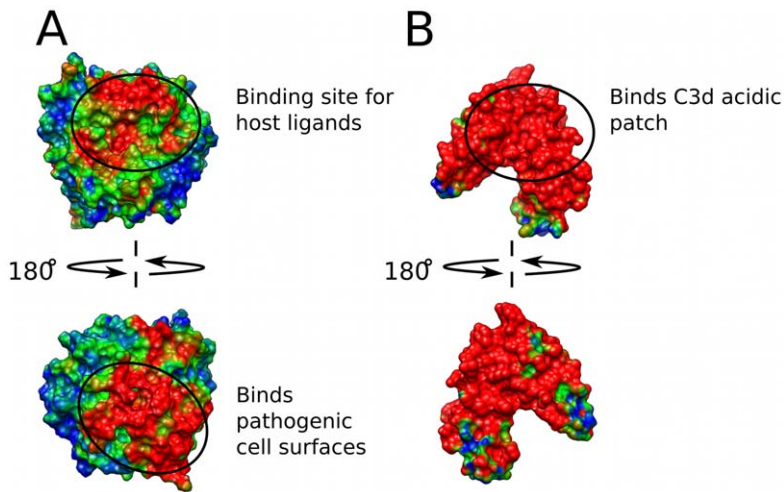 A
B
Binding site for
host ligands
Binds C3d acidic
patch
180°
180°
Binds
pathogenic
cell surfaces